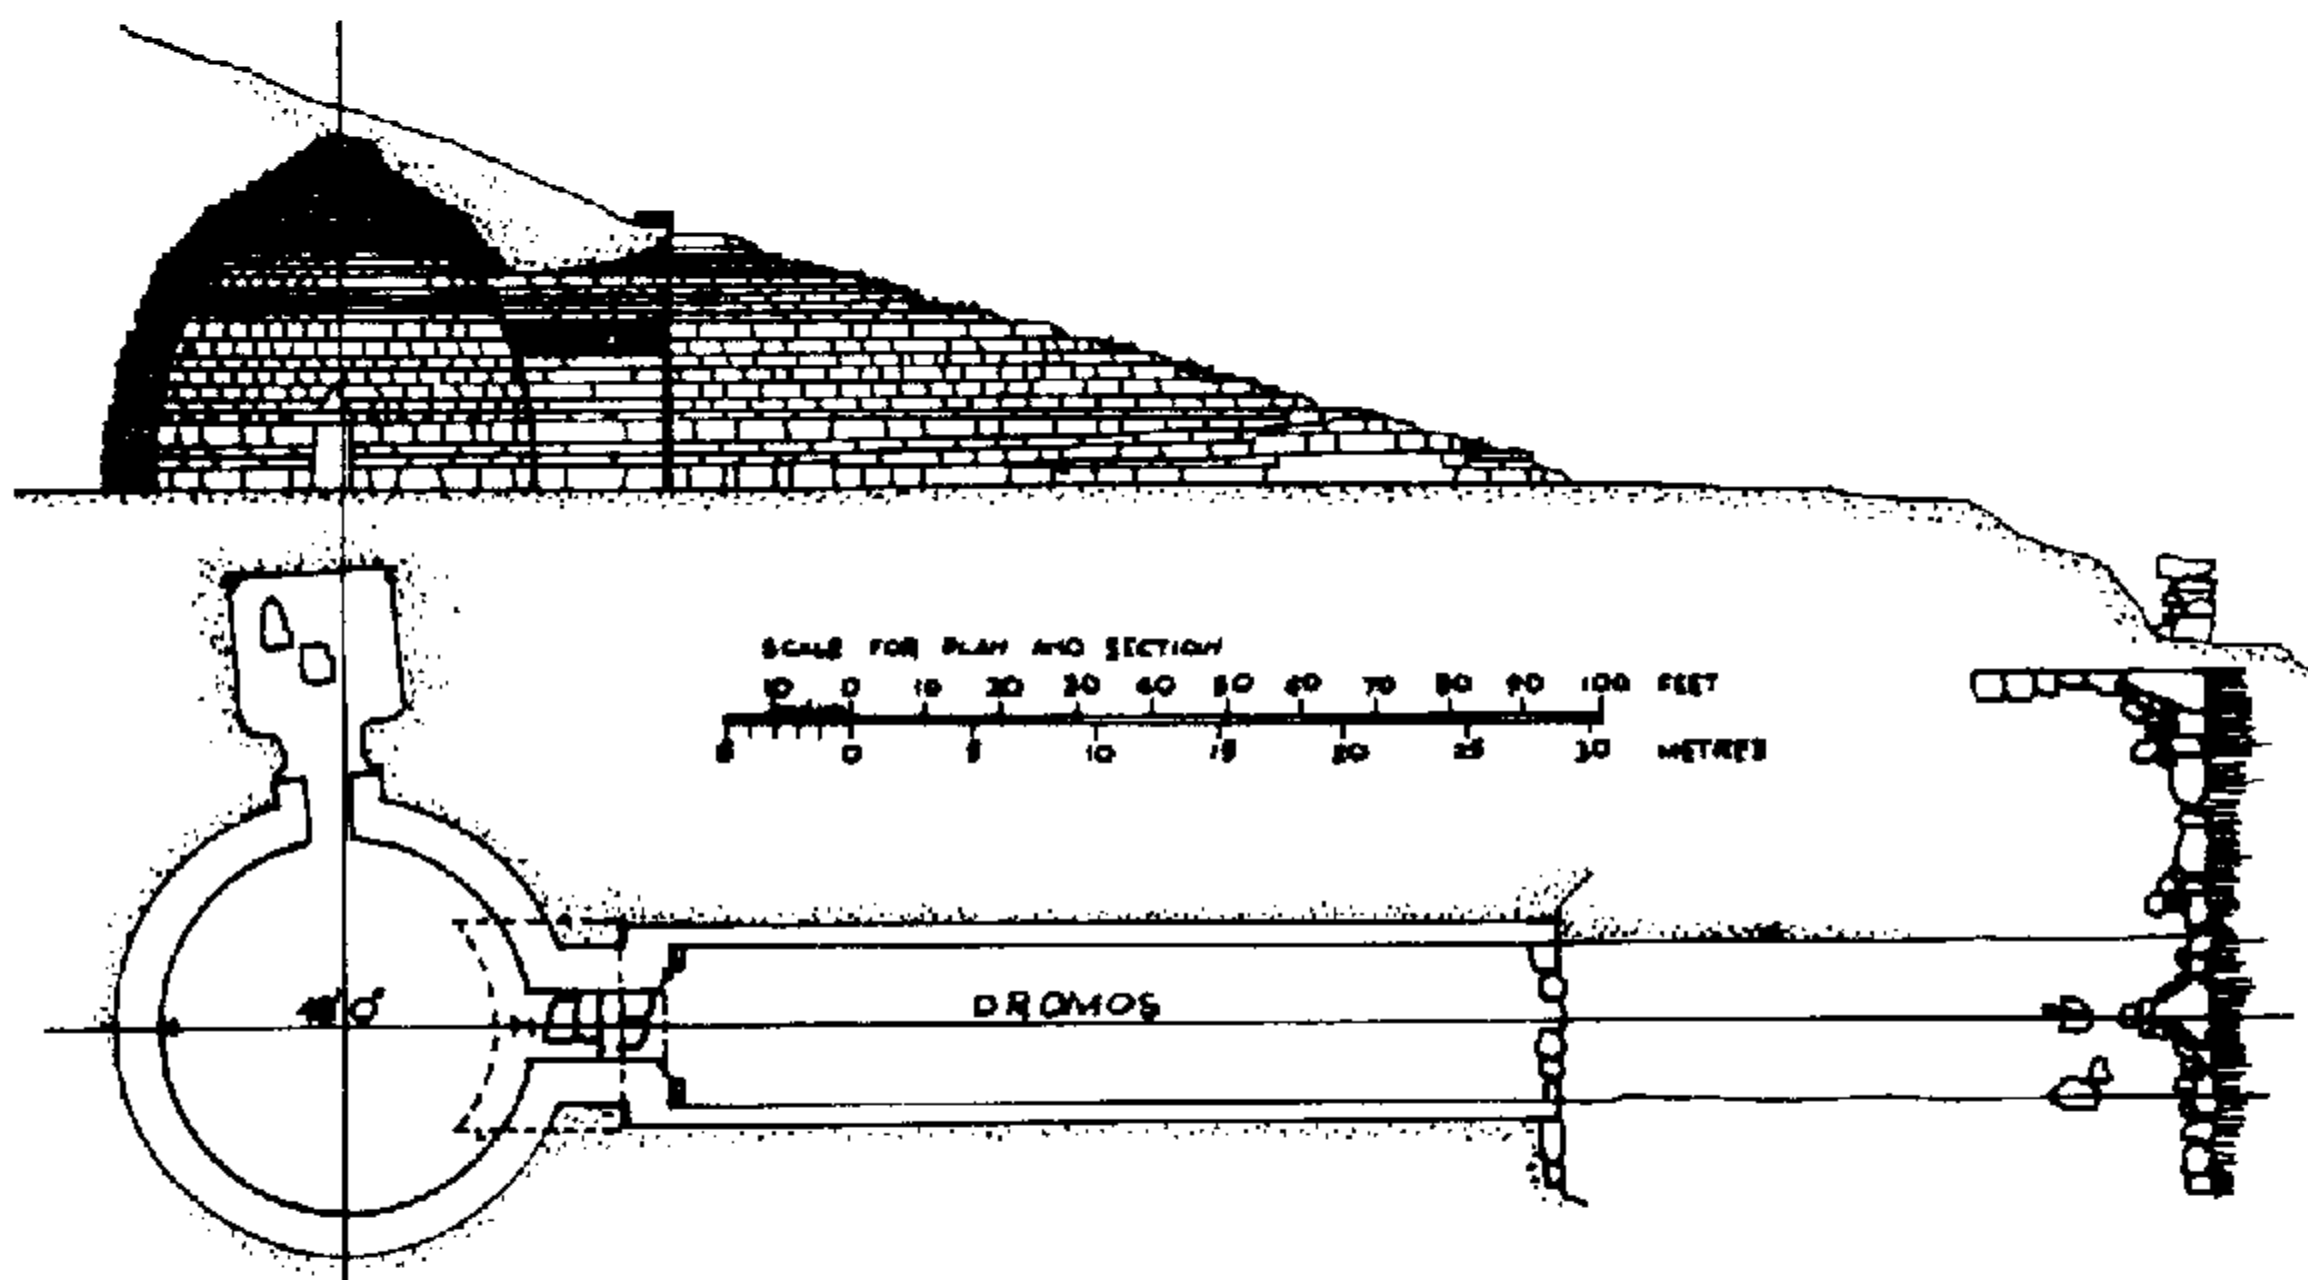 SCALE FOR PLAN AND SECTION
10 0 10 20 30 40 50 60 70 80 90 100 FEET
5 0 5 10 15 20 25 30 METRES
DROMOS